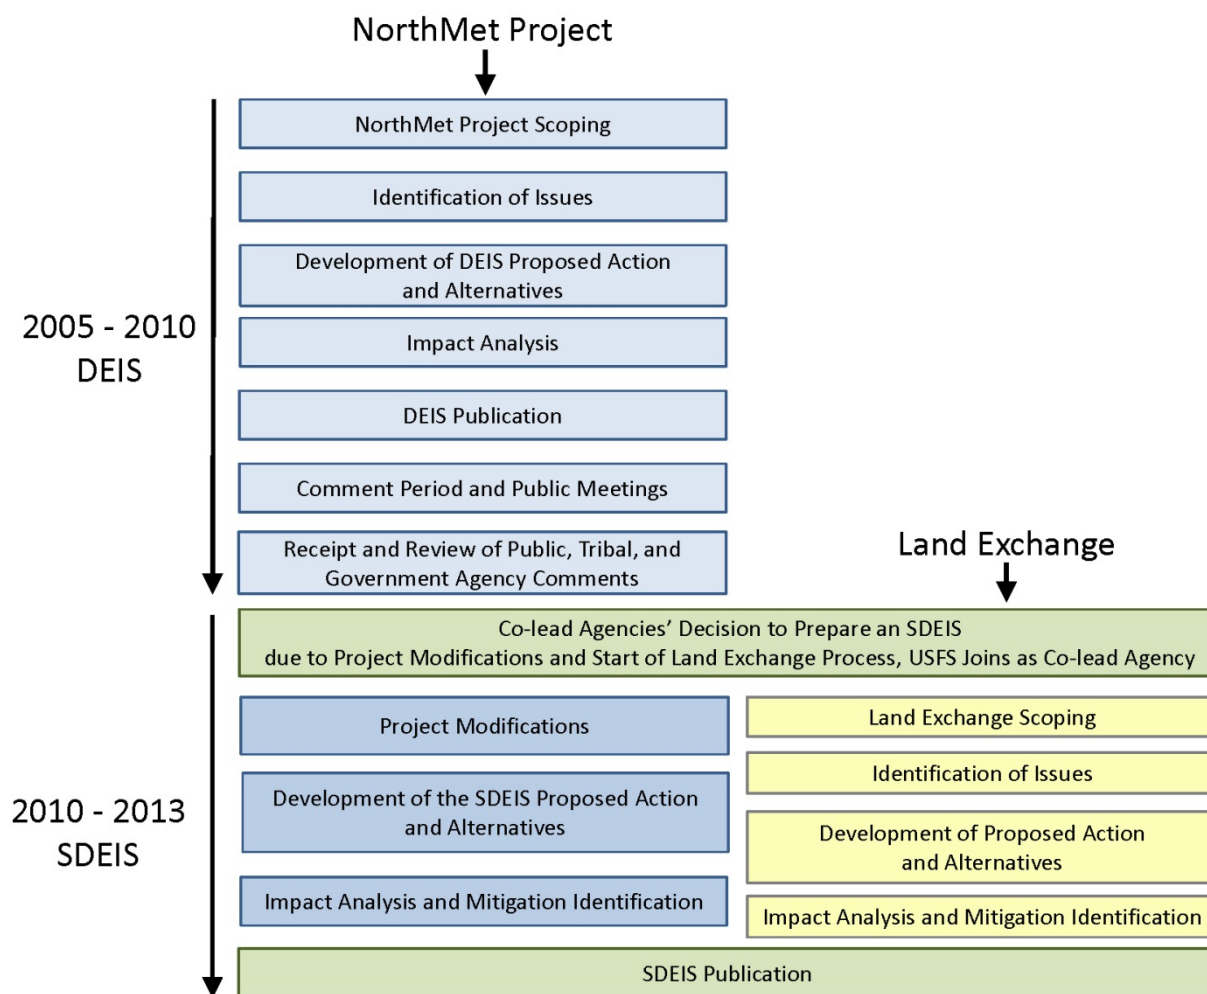 NorthMet Project
NorthMet Project Scoping
Identification of Issues
Development of DEIS Proposed Action
and Alternatives
Impact Analysis
DEIS Publication
Comment Period and Public Meetings
Receipt and Review of Public, Tribal, and
Government Agency Comments
2005 - 2010
DEIS
Land Exchange
Co-lead Agencies’ Decision to Prepare an SDEIS
due to Project Modifications and Start of Land Exchange Process, USFS Joins as Co-lead Agency
2010 - 2013
SDEIS
Project Modifications
Development of the SDEIS Proposed Action
and Alternatives
Impact Analysis and Mitigation Identification
Land Exchange Scoping
Identification of Issues
Development of Proposed Action
and Alternatives
Impact Analysis and Mitigation Identification
SDEIS Publication